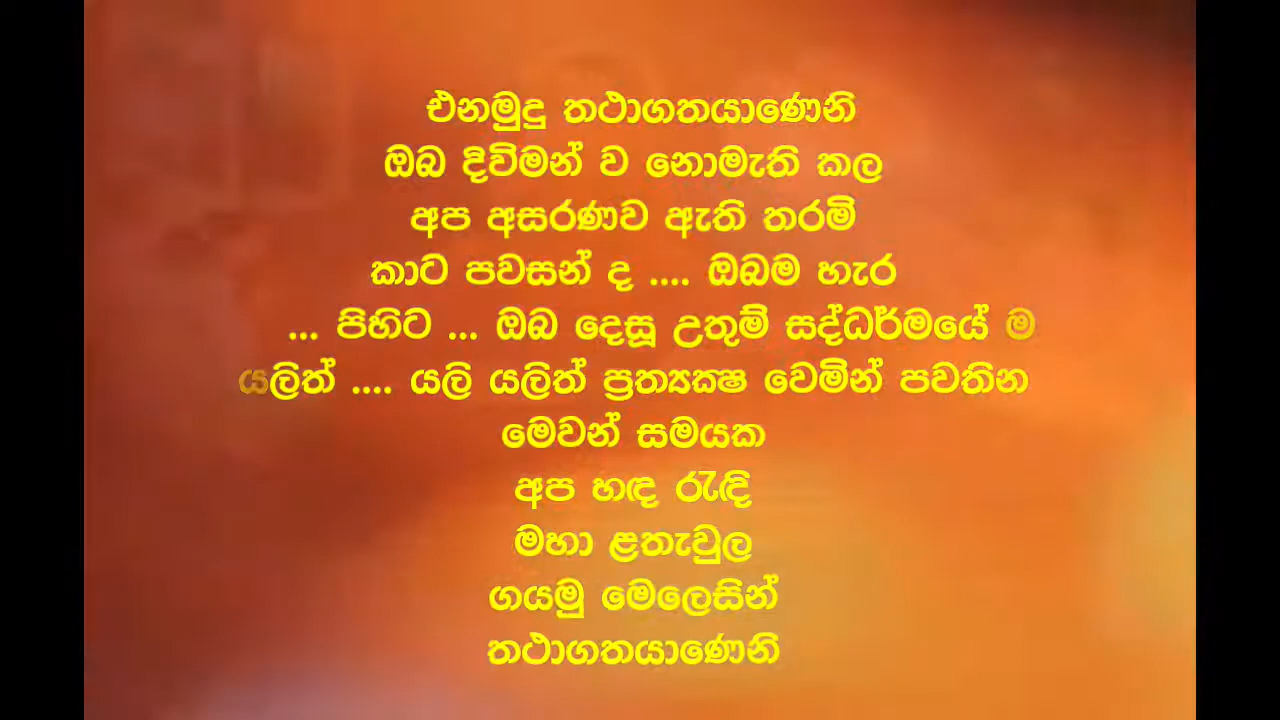 එනමුදු තථාගතයාණෙනි
ඔබ දිවිමන් ව නොමැති කල
අප අසරණව ඇති තරමි
කාට පවසන් ද .... ඔබම හැර
... පිහිට ... ඔබ දෙසූ උතුම් සද්ධර්මයේ ම
යලිත් .... යලි යලිත් ප්‍රත්‍යක්ෂ වෙමින් පවතින
මෙවන් සමයක
අප හඳ රැඳි
මහා ළතැවුල
ගයමු මෙලෙසින්
තථාගතයාණෙනි